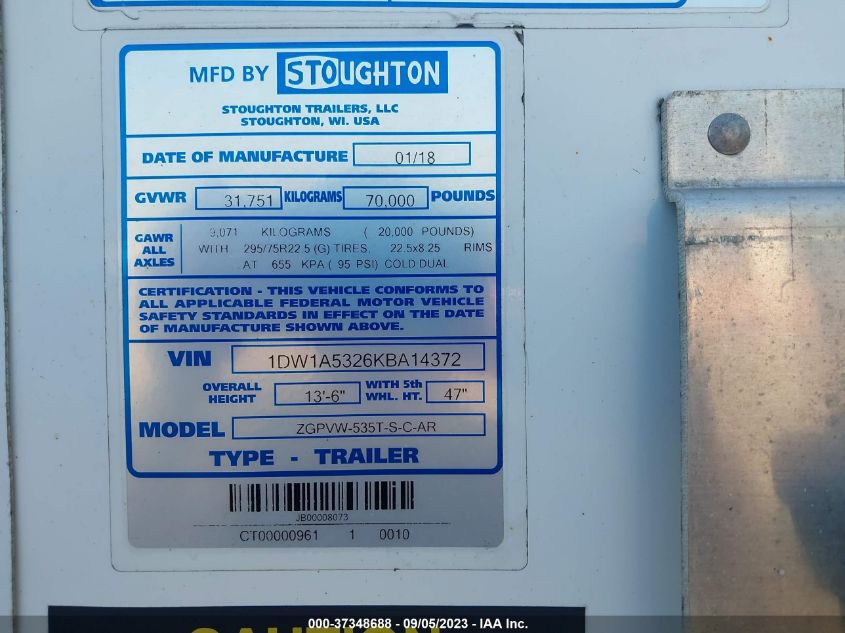 MFD BY STOUGHTON
STOUGHTON TRAILERS, LLC
STOUGHTON, WI. USA
DATE OF MANUFACTURE 01/18
GVWR 31,751 KILOGRAMS 70,000 POUNDS
GAWR ALL AXLES
9,071 KILOGRAMS ( 20,000 POUNDS)
WITH 295/75R22.5 (G) TIRES, 22.5x8.25 RIMS
AT 655 KPA ( 95 PSI) COLD DUAL
CERTIFICATION - THIS VEHICLE CONFORMS TO
ALL APPLICABLE FEDERAL MOTOR VEHICLE
SAFETY STANDARDS IN EFFECT ON THE DATE
OF MANUFACTURE SHOWN ABOVE.
VIN 1DW1A5326KBA14372
OVERALL HEIGHT 13'-6" WITH 5th WHL. HT. 47"
MODEL ZGPVW-535T-S-C-AR
TYPE - TRAILER
JB00008073
CT00000961 1 0010
CAUTION
000-37348688 - 09/05/2023 - IAA Inc.